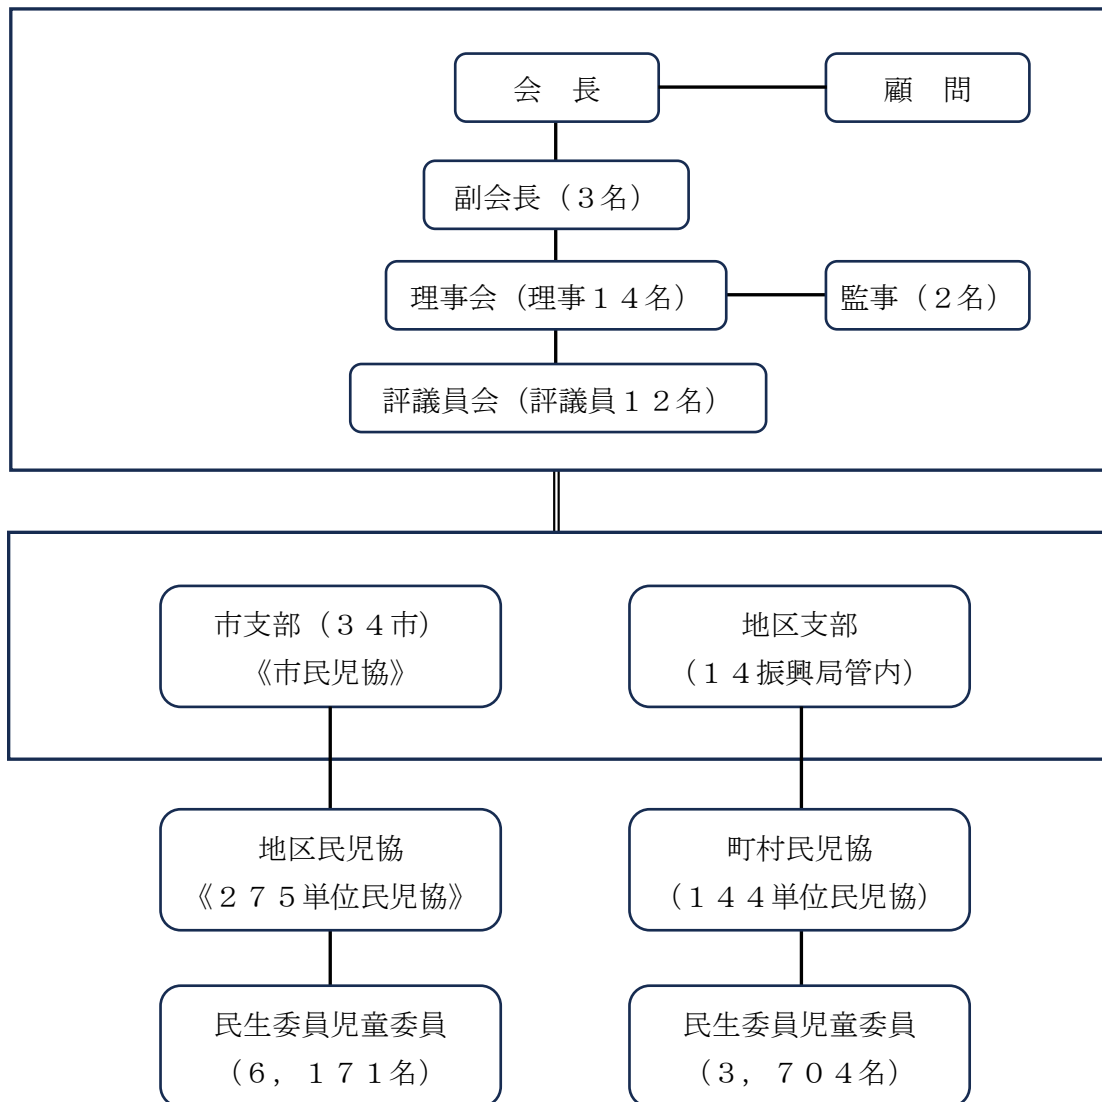 会　長
顧　問
副会長（３名）
理事会（理事１４名）
監事（２名）
評議員会（評議員１２名）
市支部（３４市）
《市民児協》
地区支部
（１４振興局管内）
地区民児協
《２７５単位民児協》
町村民児協
（１４４単位民児協）
民生委員児童委員
（６，１７１名）
民生委員児童委員
（３，７０４名）